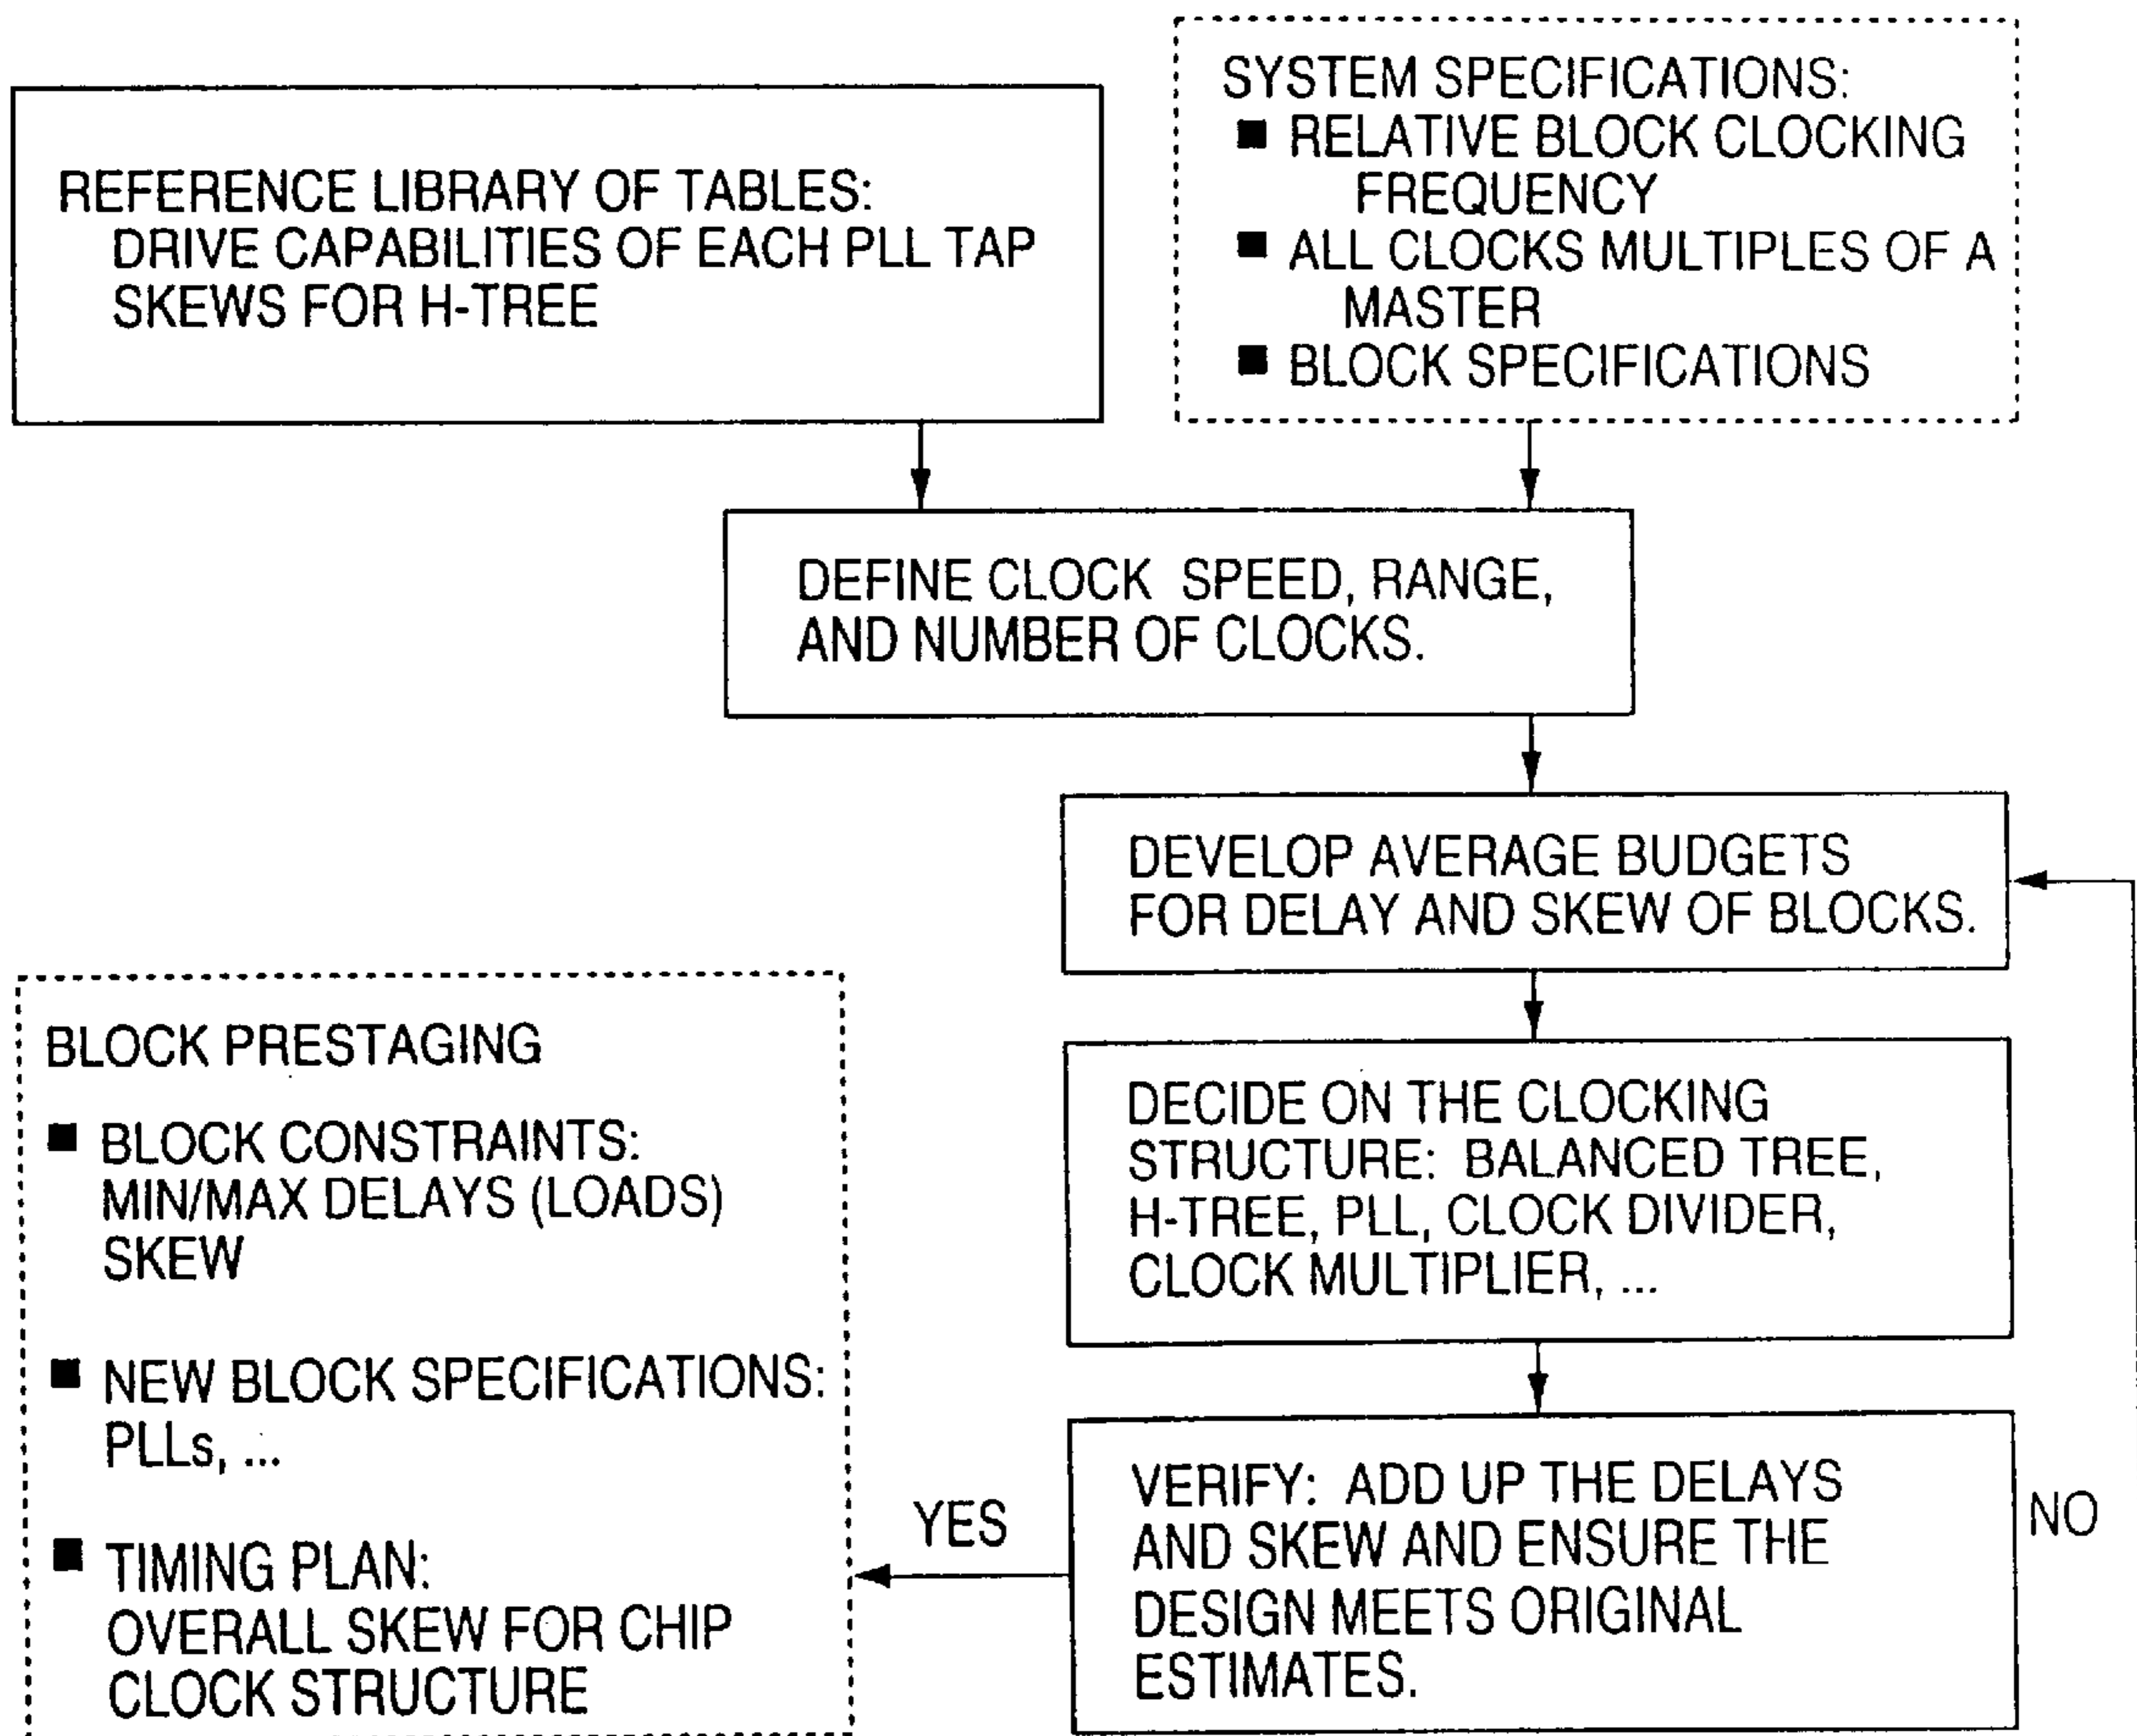 REFERENCE LIBRARY OF TABLES:
DRIVE CAPABILITIES OF EACH PLL TAP
SKEWS FOR H-TREE
SYSTEM SPECIFICATIONS:
■ RELATIVE BLOCK CLOCKING
FREQUENCY
■ ALL CLOCKS MULTIPLES OF A
MASTER
■ BLOCK SPECIFICATIONS
DEFINE CLOCK SPEED, RANGE,
AND NUMBER OF CLOCKS.
DEVELOP AVERAGE BUDGETS
FOR DELAY AND SKEW OF BLOCKS.
DECIDE ON THE CLOCKING
STRUCTURE: BALANCED TREE,
H-TREE, PLL, CLOCK DIVIDER,
CLOCK MULTIPLIER, ...
VERIFY: ADD UP THE DELAYS
AND SKEW AND ENSURE THE
DESIGN MEETS ORIGINAL
ESTIMATES.
NO
YES
BLOCK PRESTAGING
■ BLOCK CONSTRAINTS:
MIN/MAX DELAYS (LOADS)
SKEW
■ NEW BLOCK SPECIFICATIONS:
PLLs, ...
■ TIMING PLAN:
OVERALL SKEW FOR CHIP
CLOCK STRUCTURE